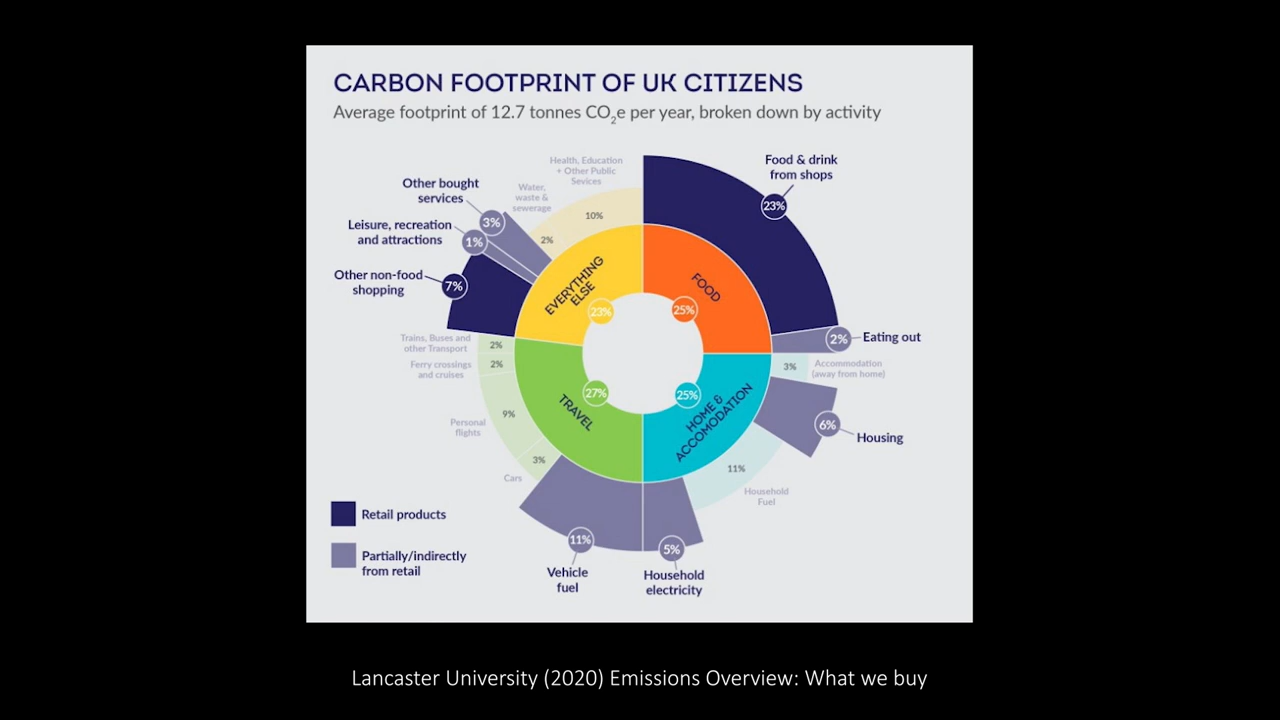 CARBON FOOTPRINT OF UK CITIZENS
Average footprint of 12.7 tonnes CO₂e per year, broken down by activity
Health, Education
+ Other Public
Sevices
10%
Water,
waste &
sewerage
2%
Other bought
services
3%
Leisure, recreation
and attractions
1%
Other non-food
shopping
7%
EVERYTHING
ELSE
23%
Food & drink
from shops
23%
FOOD
25%
Eating out
2%
Accommodation
(away from home)
3%
Housing
6%
HOME &
ACCOMODATION
25%
11%
Household
Fuel
5%
Household
electricity
TRAVEL
27%
Trains, Buses and
other Transport
2%
Ferry crossings
and cruises
2%
Personal
flights
9%
Cars
3%
11%
Vehicle
fuel
Retail products
Partially/indirectly
from retail
Lancaster University (2020) Emissions Overview: What we buy